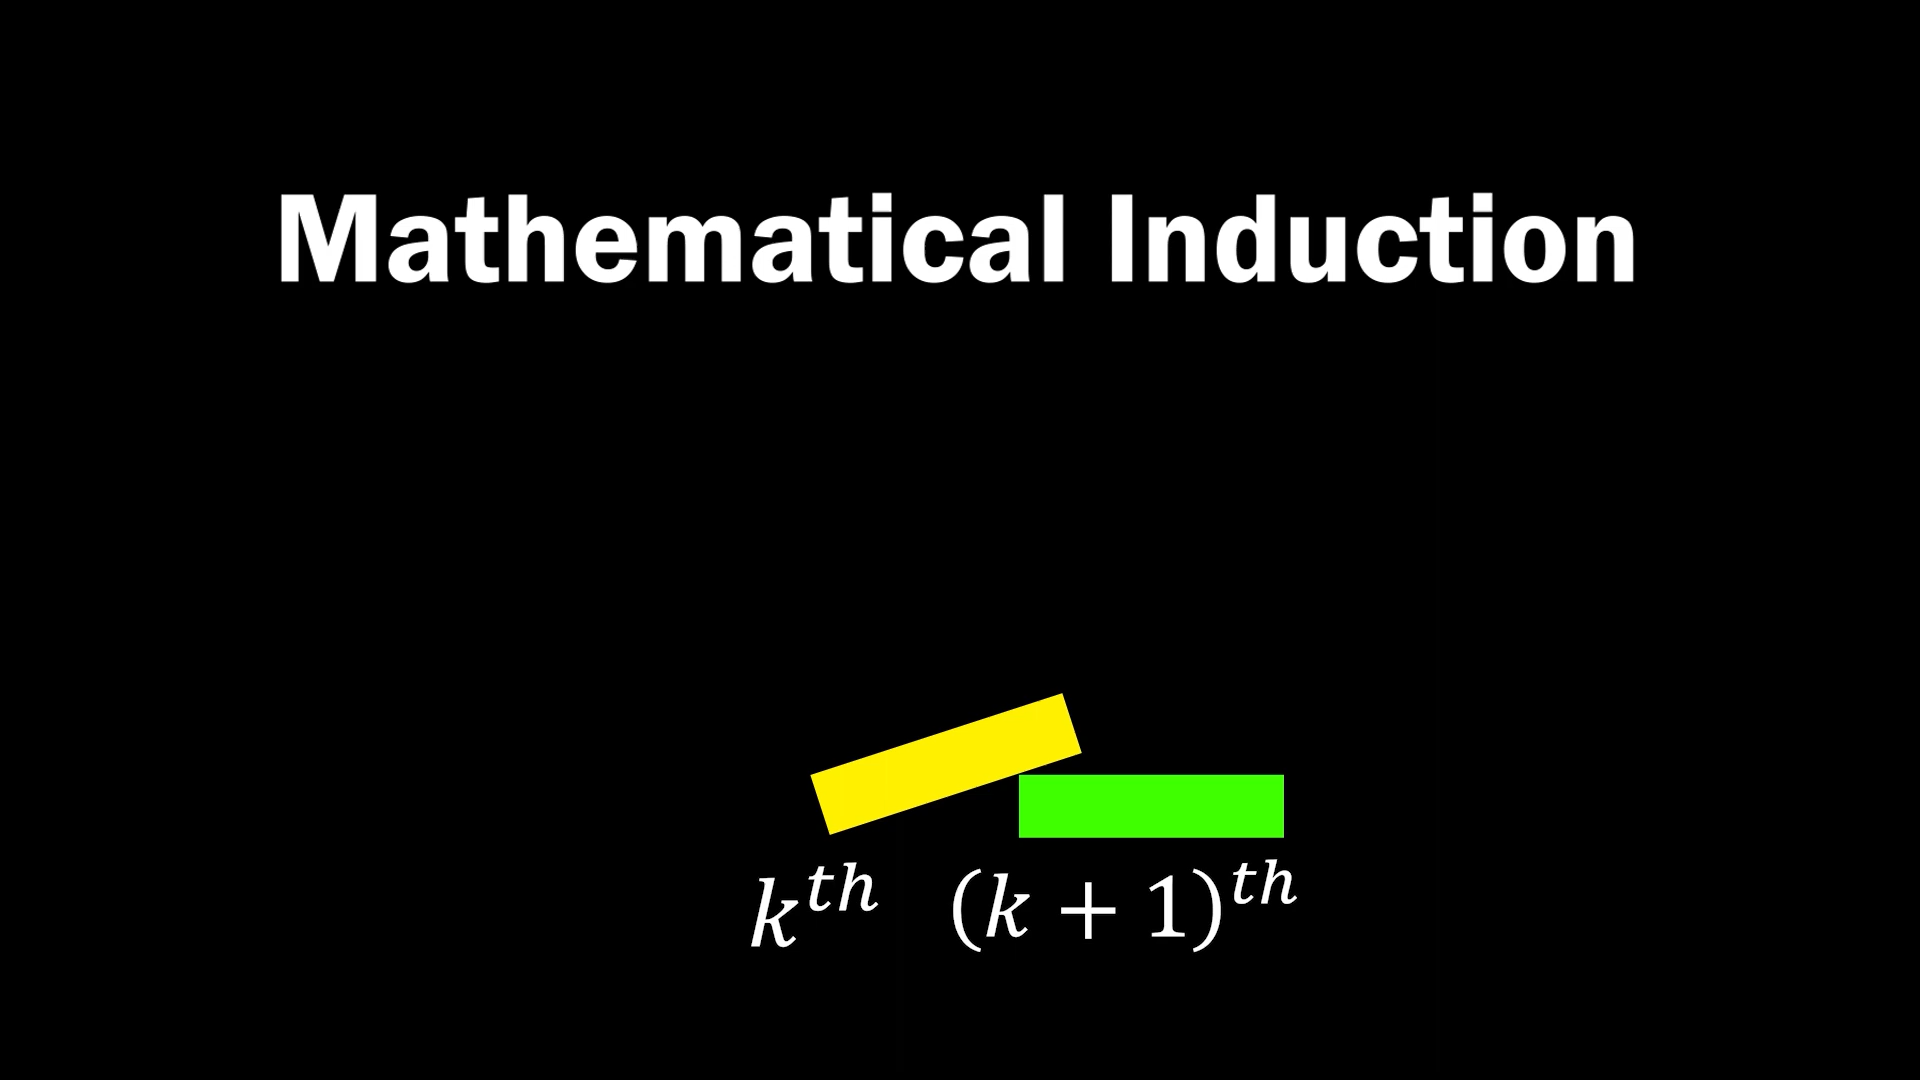 Mathematical Induction
k^{th} (k + 1)^{th}